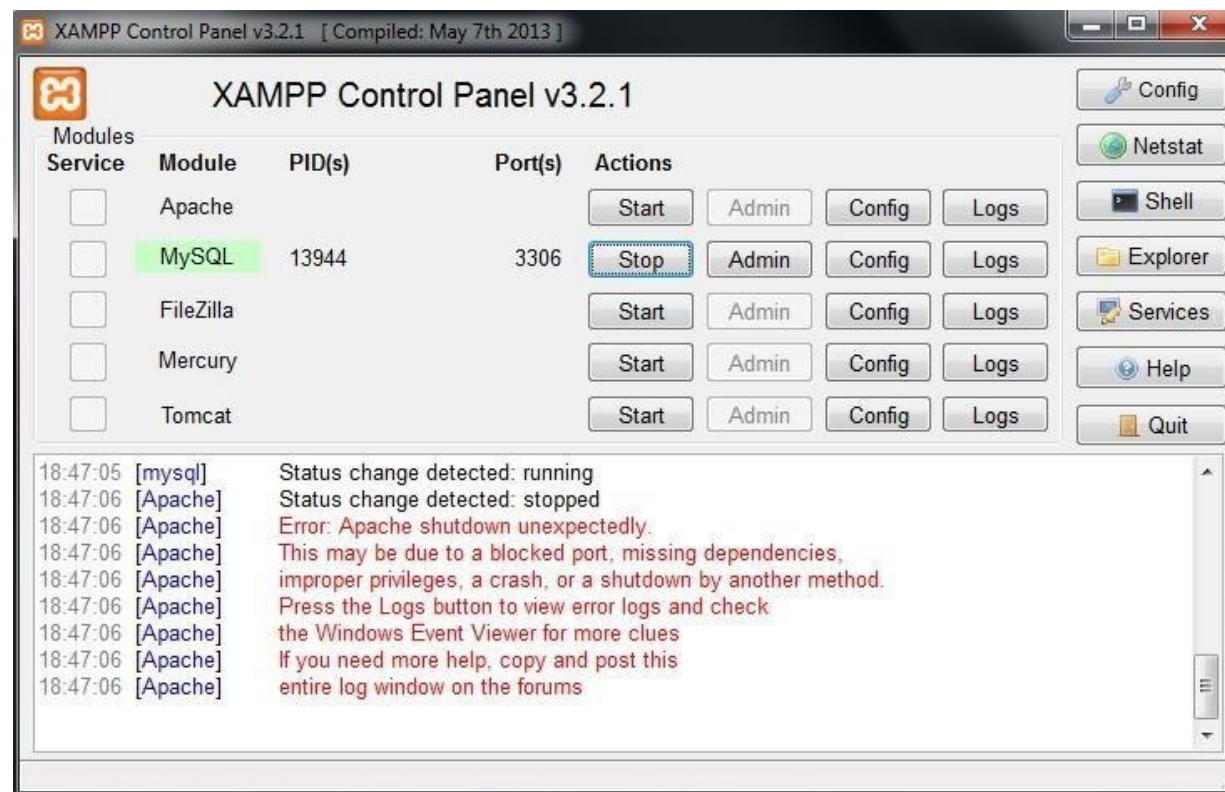 XAMPP Control Panel v3.2.1 [ Compiled: May 7th 2013 ]
XAMPP Control Panel v3.2.1
Config
Modules
Netstat
Service Module PID(s) Port(s) Actions
Apache Start Admin Config Logs
Shell
MySQL 13944 3306 Stop Admin Config Logs
Explorer
FileZilla Start Admin Config Logs
Services
Mercury Start Admin Config Logs
Help
Tomcat Start Admin Config Logs
Quit
18:47:05 [mysql] Status change detected: running
18:47:06 [Apache] Status change detected: stopped
18:47:06 [Apache] Error: Apache shutdown unexpectedly.
18:47:06 [Apache] This may be due to a blocked port, missing dependencies,
18:47:06 [Apache] improper privileges, a crash, or a shutdown by another method.
18:47:06 [Apache] Press the Logs button to view error logs and check
18:47:06 [Apache] the Windows Event Viewer for more clues
18:47:06 [Apache] If you need more help, copy and post this
18:47:06 [Apache] entire log window on the forums